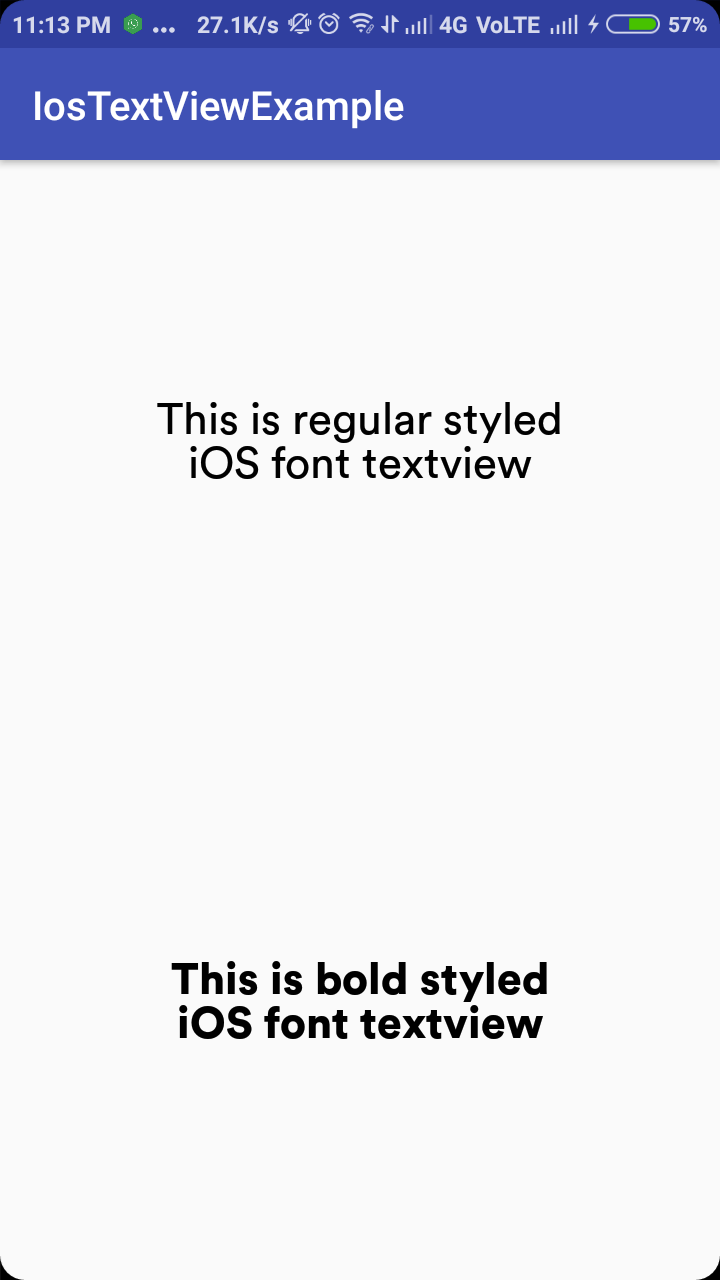 11:13 PM ... 27.1K/s 4G VoLTE 57%
IosTextViewExample
This is regular styled
iOS font textview
This is bold styled
iOS font textview